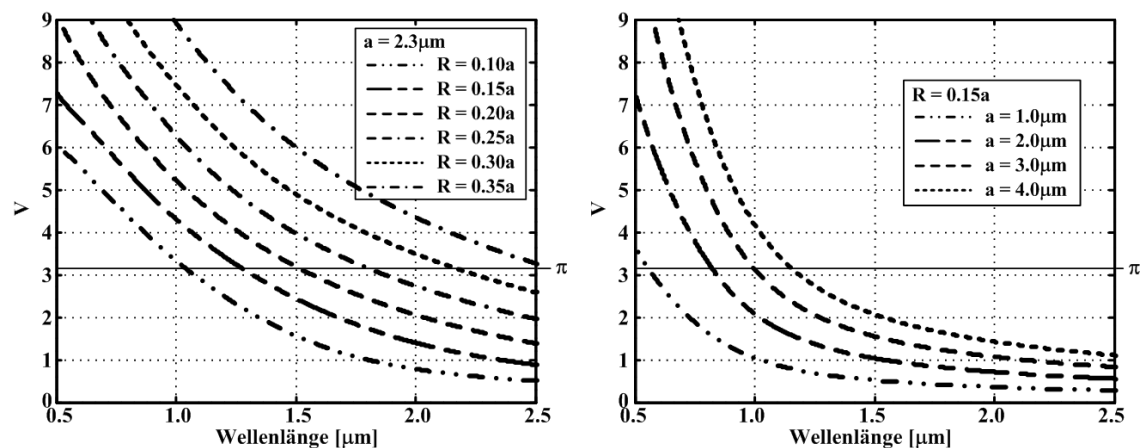 9
8
7
6
5
4
3
2
1
0
V
a = 2.3μm
R = 0.10a
R = 0.15a
R = 0.20a
R = 0.25a
R = 0.30a
R = 0.35a
π
0.5 1.0 1.5 2.0 2.5
Wellenlänge [μm]
9
8
7
6
5
4
3
2
1
0
V
R = 0.15a
a = 1.0μm
a = 2.0μm
a = 3.0μm
a = 4.0μm
π
0.5 1.0 1.5 2.0 2.5
Wellenlänge [μm]